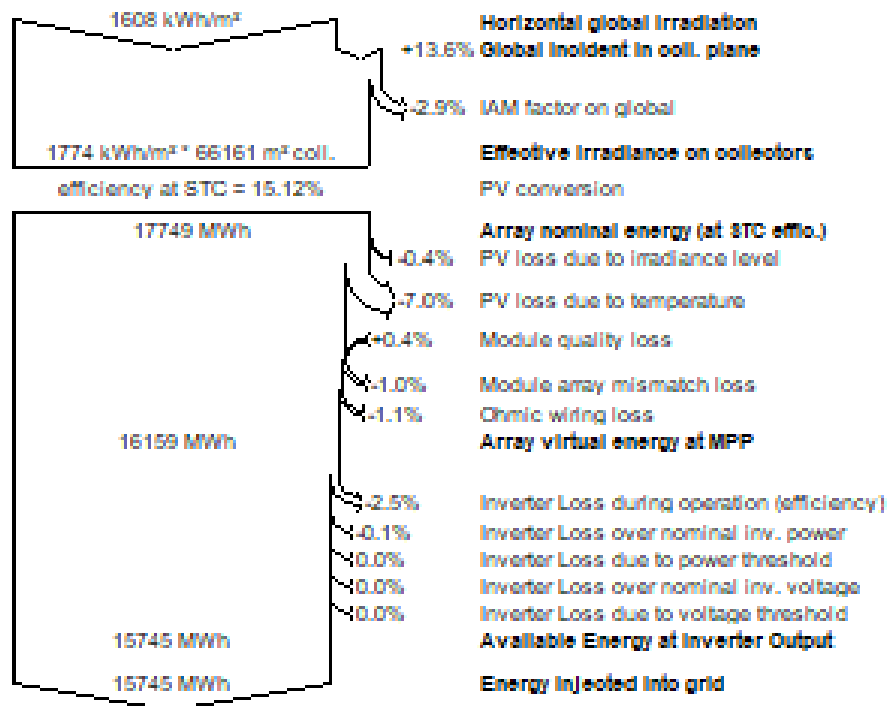 1608 kWh/m² Horizontal global irradiation
+13.6% Global incident in coll. plane
-2.9% IAM factor on global
1774 kWh/m² * 66161 m² coll. Effective irradiance on collectors
efficiency at STC = 15.12% PV conversion
17749 MWh Array nominal energy (at STC effic.)
-0.4% PV loss due to irradiance level
-7.0% PV loss due to temperature
+0.4% Module quality loss
-1.0% Module array mismatch loss
-1.1% Ohmic wiring loss
16159 MWh Array virtual energy at MPP
-2.5% Inverter Loss during operation (efficiency)
-0.1% Inverter Loss over nominal inv. power
0.0% Inverter Loss due to power threshold
0.0% Inverter Loss over nominal inv. voltage
0.0% Inverter Loss due to voltage threshold
15745 MWh Available Energy at Inverter Output
15745 MWh Energy injected into grid